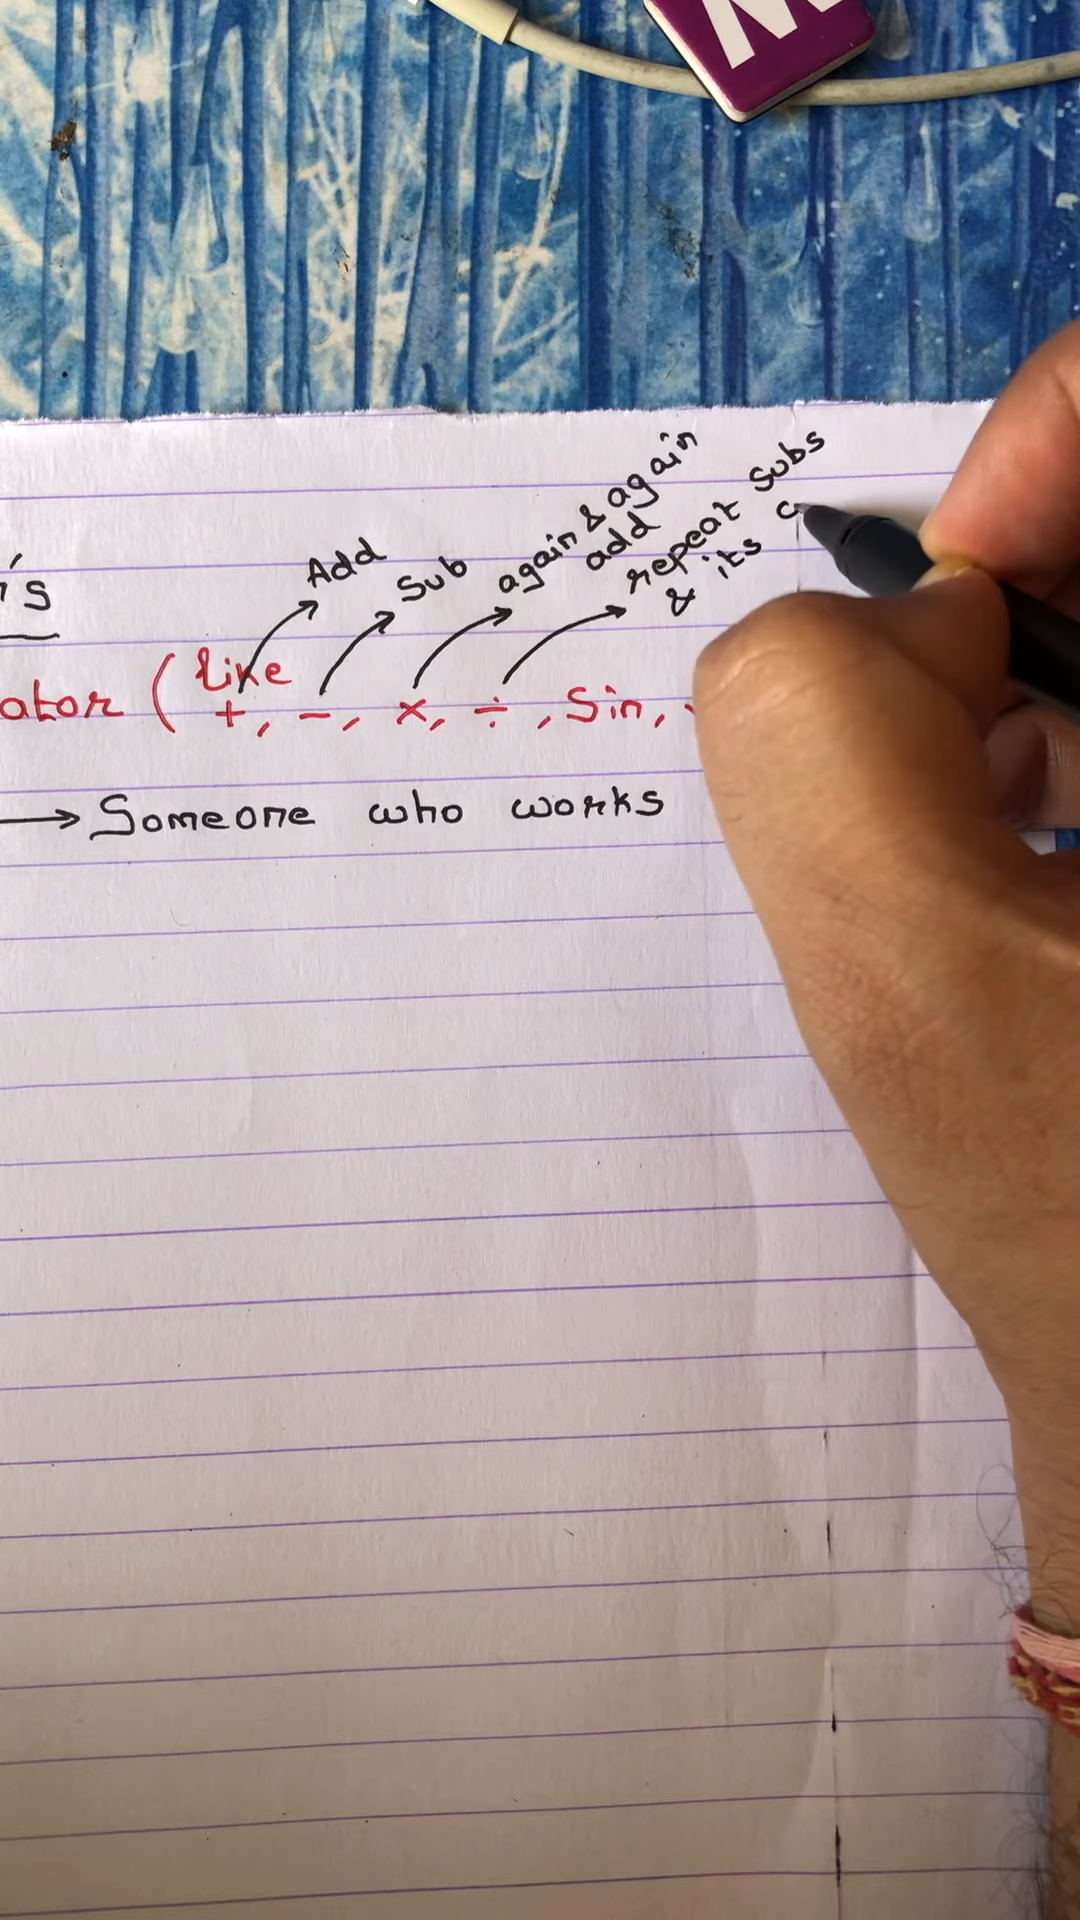 M
Add
Sub
again & again
add
repeat subs
& its c
's
(like
ator +, -, ×, ÷, Sin,
→ Someone who works